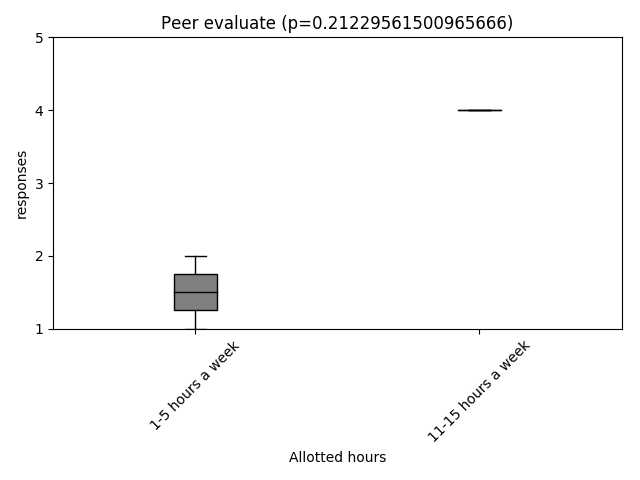 Peer evaluate (p=0.21229561500965666)
5
4
3
2
1
responses
1-5 hours a week
11-15 hours a week
Allotted hours